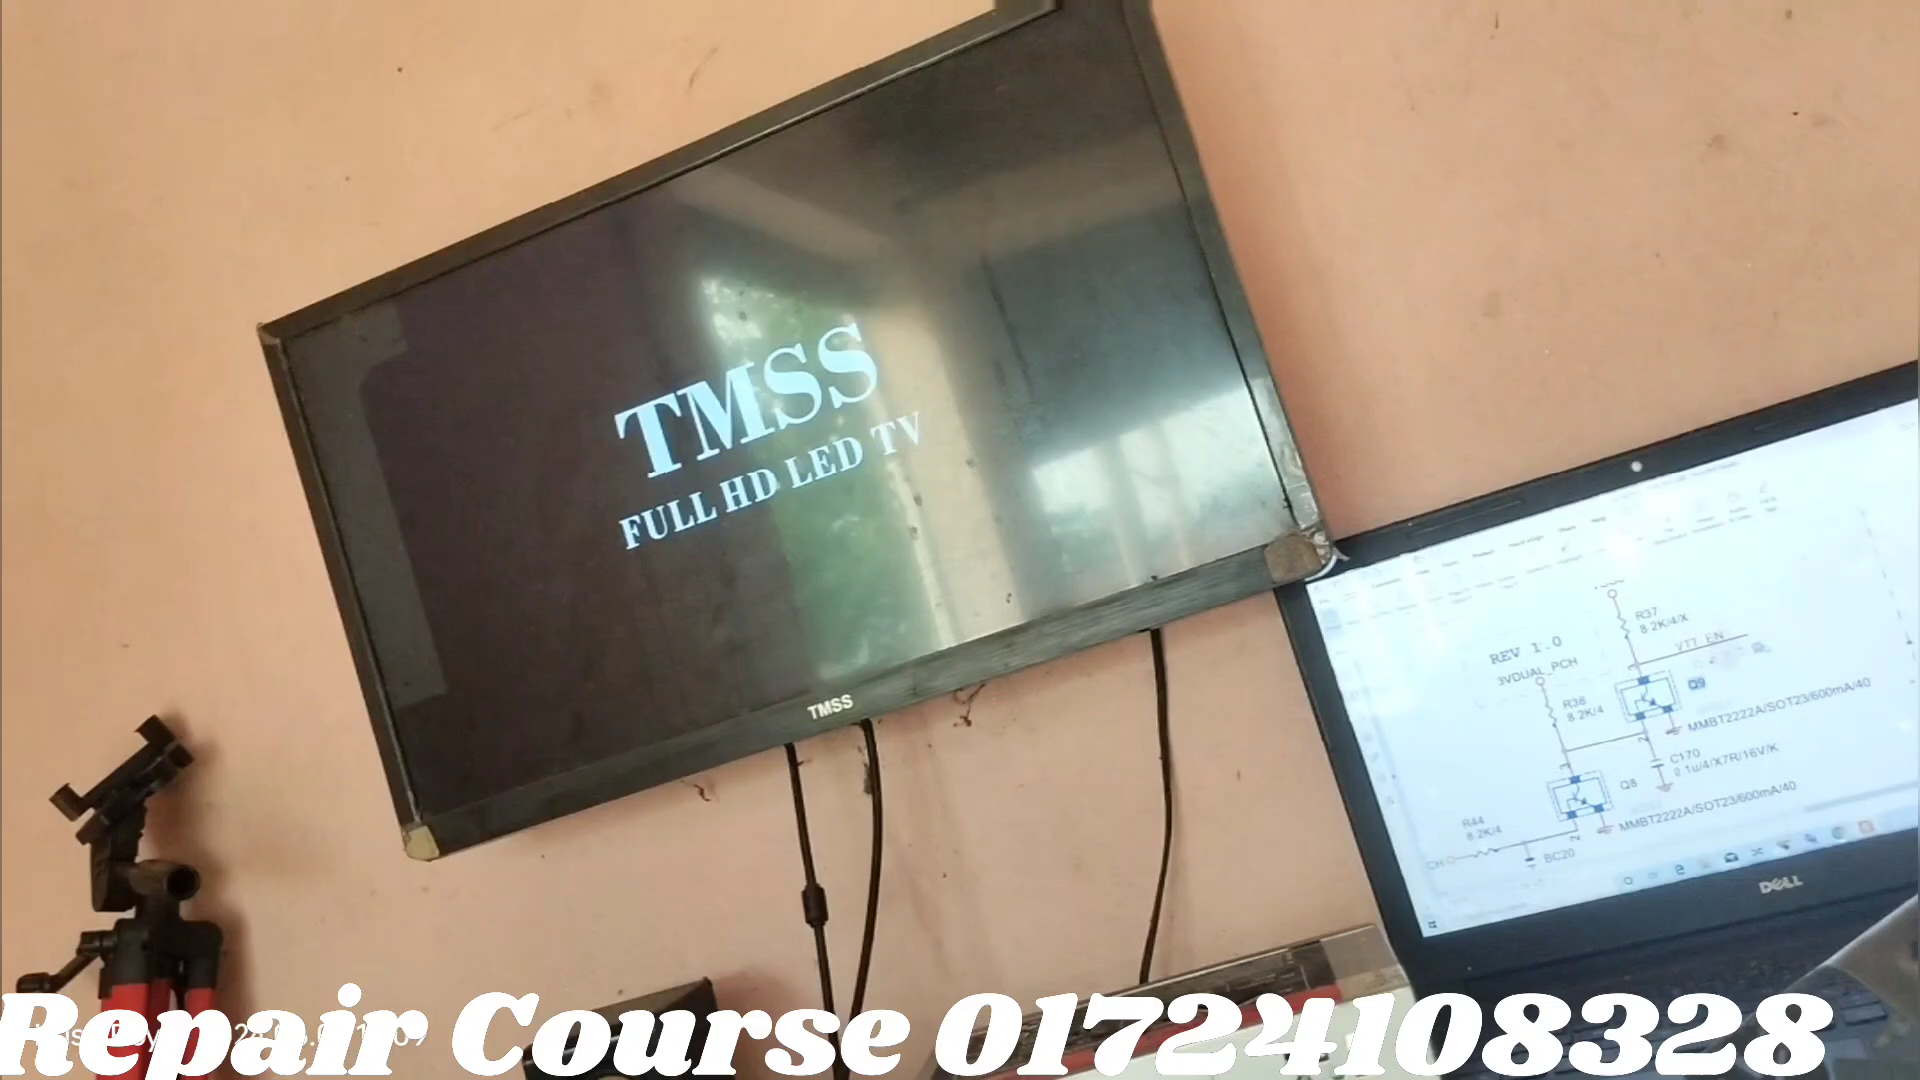 TMSS
FULL HD LED TV
TMSS
R37
8.2K/4/X
VTT_EN
REV 1.0
3VDUAL_PCH
R38
8.2K/4
Q9
MMBT2222A/SOT23/600mA/40
C170
0.1u/4/X7R/16V/K
Q8
MMBT2222A/SOT23/600mA/40
R44
8.2K/4
BC20
DELL
Repair Course 01724108328